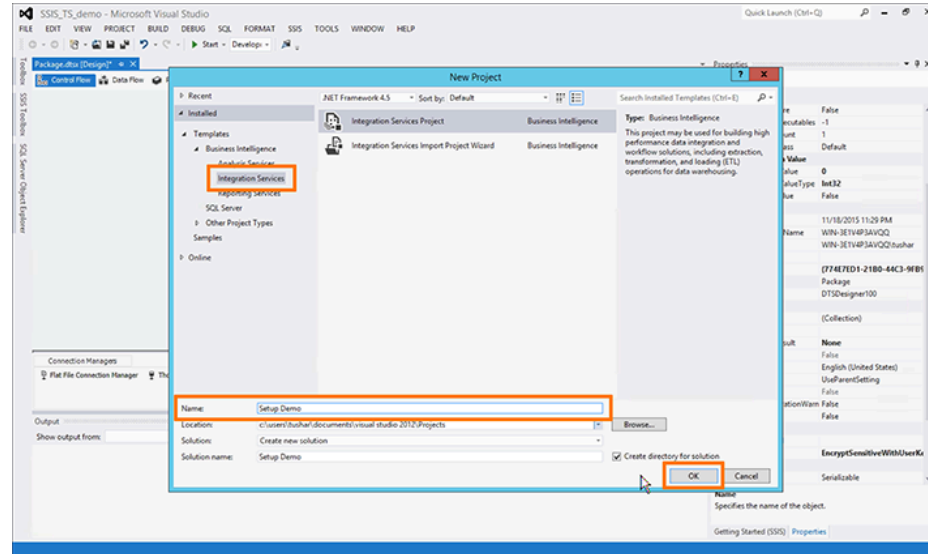 SSIS_TS_demo - Microsoft Visual Studio
Quick Launch (Ctrl+Q)
FILE EDIT VIEW PROJECT BUILD DEBUG SQL FORMAT SSIS TOOLS WINDOW HELP
Start - Develop
Package.dtsx [Design]*
Properties
Control Flow Data Flow
Toolbox
SSIS Toolbox
SQL Server Object Explorer
New Project
Recent
Installed
Templates
Business Intelligence
Analysis Services
Integration Services
Reporting Services
SQL Server
Other Project Types
Samples
Online
.NET Framework 4.5 Sort by: Default
Integration Services Project Business Intelligence
Integration Services Import Project Wizard Business Intelligence
Search Installed Templates (Ctrl+E)
Type: Business Intelligence
This project may be used for building high
performance data integration and
workflow solutions, including extraction,
transformation, and loading (ETL)
operations for data warehousing.
Name: Setup Demo
Location: c:\users\tushar\documents\visual studio 2012\Projects
Browse...
Solution: Create new solution
Solution name: Setup Demo
Create directory for solution
OK Cancel
False
-1
1
Default
Value
0
Int32
False
11/18/2015 11:29 PM
Name WIN-3E1V4P3AVQQ
WIN-3E1V4P3AVQQ\tushar
{774E7ED1-21B0-44C3-9FB9
Package
DTSDesigner100
(Collection)
None
False
English (United States)
UseParentSetting
False
False
False
EncryptSensitiveWithUserKe
Serializable
Connection Managers
Flat File Connection Manager
Output
Show output from:
Name
Specifies the name of the object.
Getting Started (SSIS) Properties